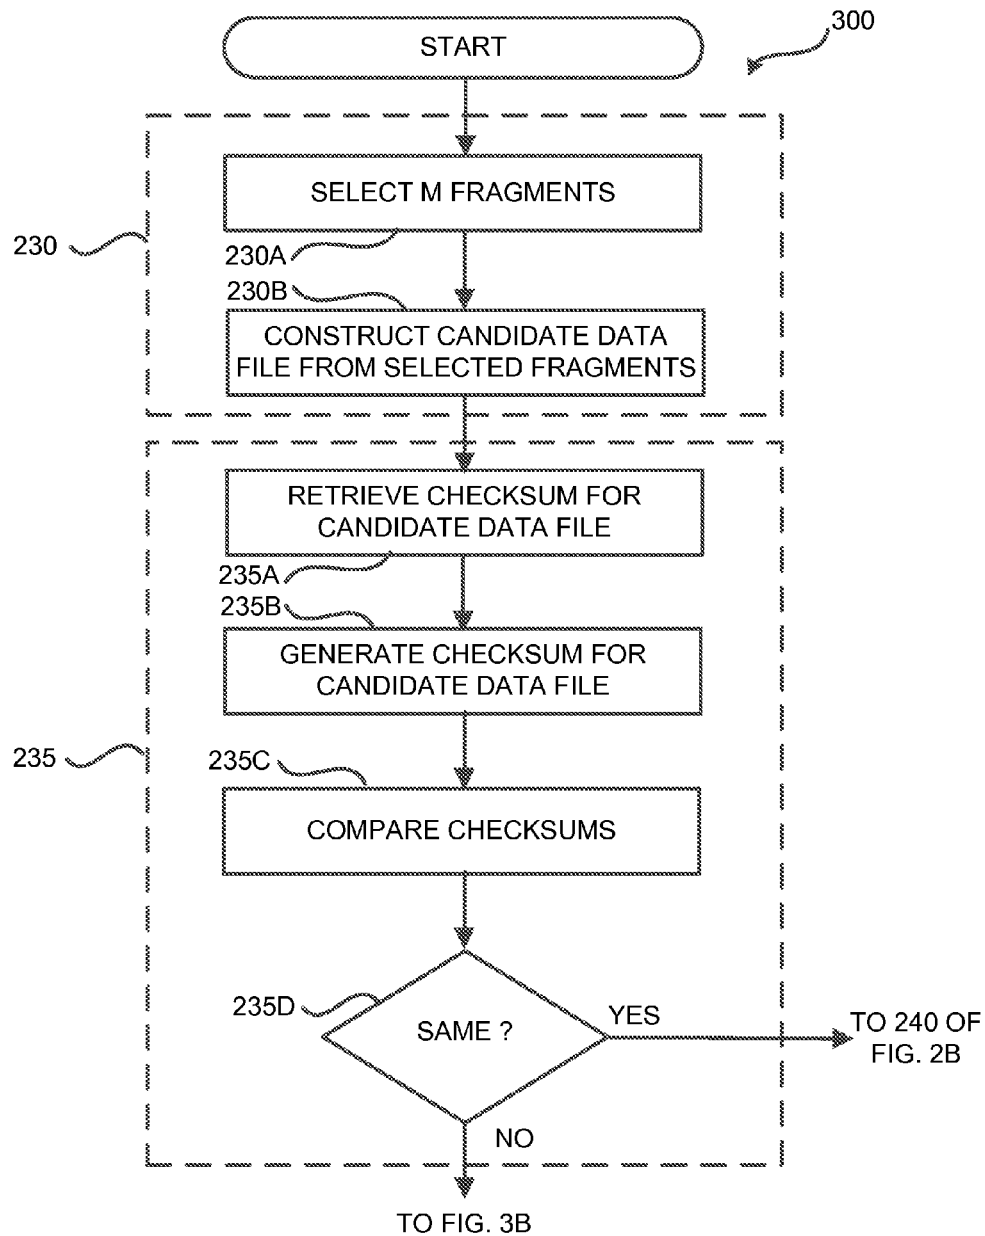 START
300
SELECT M FRAGMENTS
230
230A
230B
CONSTRUCT CANDIDATE DATA
FILE FROM SELECTED FRAGMENTS
RETRIEVE CHECKSUM FOR
CANDIDATE DATA FILE
235A
235B
GENERATE CHECKSUM FOR
CANDIDATE DATA FILE
235
235C
COMPARE CHECKSUMS
235D
SAME ?
YES
TO 240 OF
FIG. 2B
NO
TO FIG. 3B